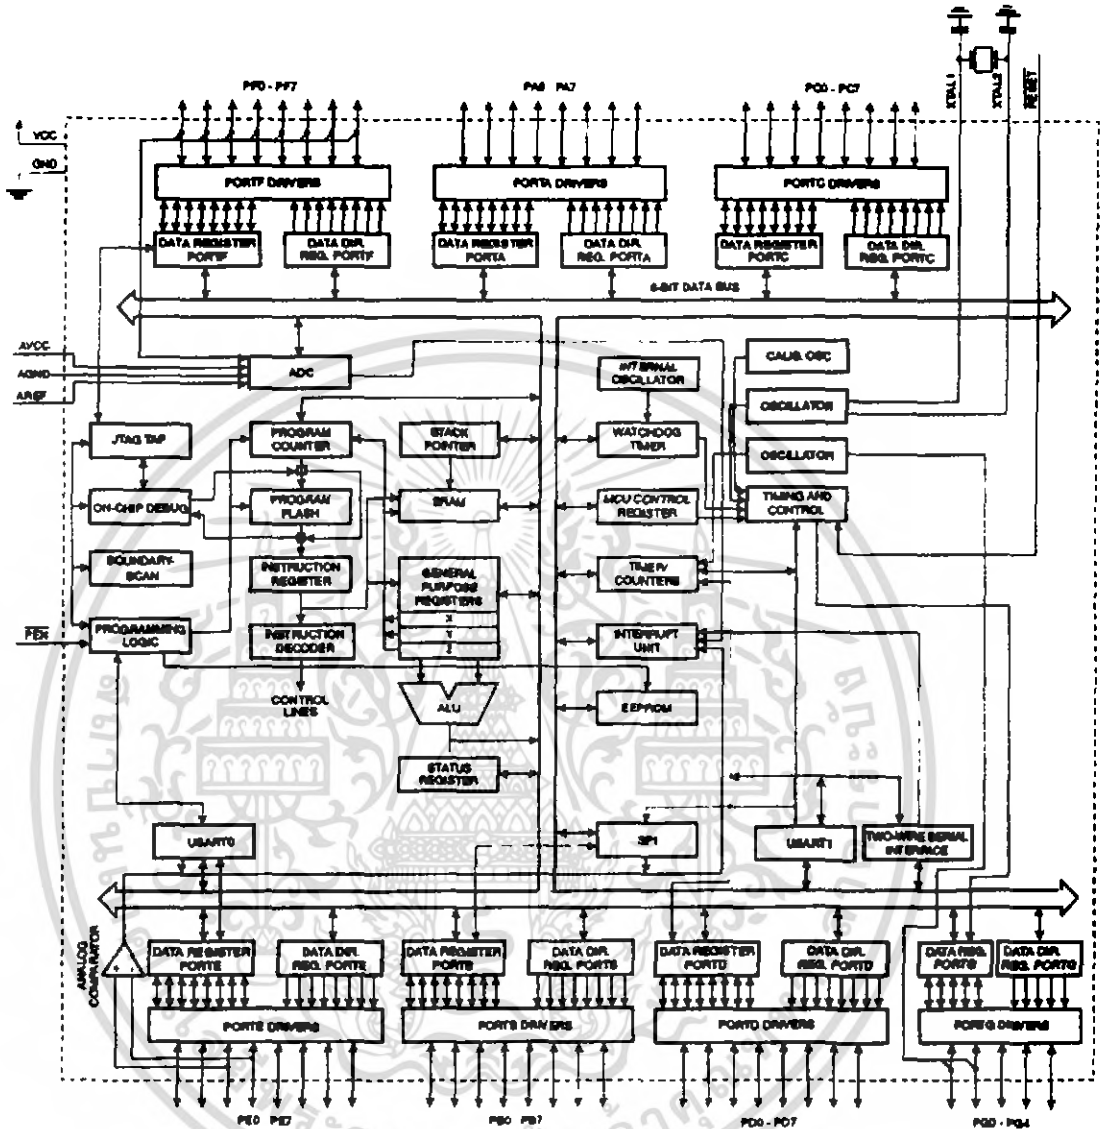 XTAL1
XTAL2
RESET
PF0 - PF7
PA0 PA7
PC0 - PC7
VCC
GND
PORTF DRIVERS
PORTA DRIVERS
PORTC DRIVERS
DATA REGISTER
PORTF
DATA DIR.
REG. PORTF
DATA REGISTER
PORTA
DATA DIR.
REG. PORTA
DATA REGISTER
PORTC
DATA DIR.
REG. PORTC
8-BIT DATA BUS
AVCC
AGND
AREF
ADC
INTERNAL
OSCILLATOR
CALIB. OSC
OSCILLATOR
JTAG TAP
PROGRAM
COUNTER
STACK
POINTER
WATCHDOG
TIMER
OSCILLATOR
ON-CHIP DEBUG
PROGRAM
FLASH
SRAM
MCU CONTROL
REGISTER
TIMING AND
CONTROL
BOUNDARY-
SCAN
INSTRUCTION
REGISTER
GENERAL
PURPOSE
REGISTERS
X
Y
Z
TIMER/
COUNTERS
PEN
PROGRAMMING
LOGIC
INSTRUCTION
DECODER
INTERRUPT
UNIT
CONTROL
LINES
ALU
EEPROM
STATUS
REGISTER
USART0
SPI
USART1
TWO-WIRE SERIAL
INTERFACE
ANALOG
COMPARATOR
DATA REGISTER
PORTE
DATA DIR.
REG. PORTE
DATA REGISTER
PORTB
DATA DIR.
REG. PORTB
DATA REGISTER
PORTD
DATA DIR.
REG. PORTD
DATA REG.
PORTG
DATA DIR.
REG. PORTG
PORTE DRIVERS
PORTB DRIVERS
PORTD DRIVERS
PORTG DRIVERS
PE0 PE7
PB0 PB7
PD0 - PD7
PG0 - PG4